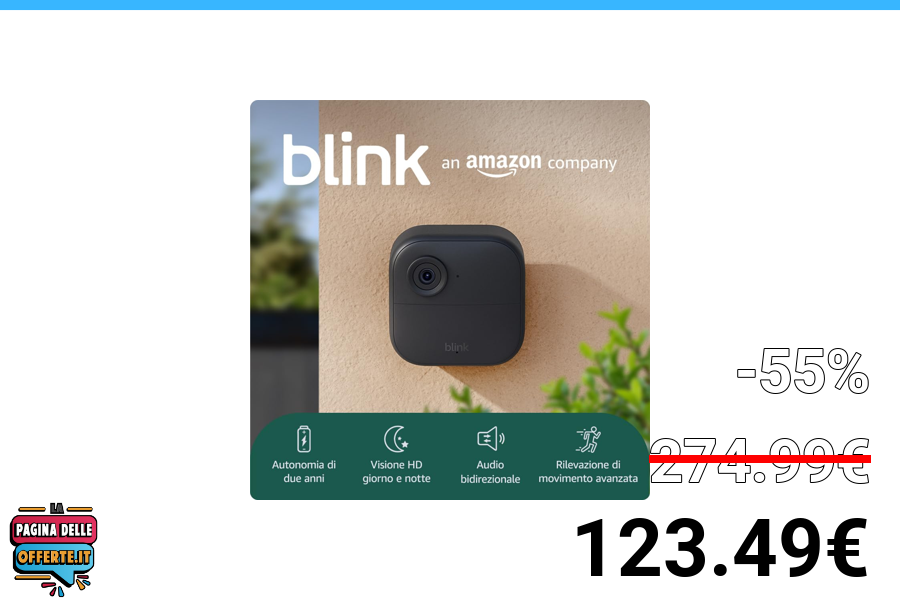 blink an amazon company
blink
Autonomia di
due anni
Visione HD
giorno e notte
Audio
bidirezionale
Rilevazione di
movimento avanzata
-55%
274.99€
123.49€
LA
PAGINA DELLE
OFFERTE.IT